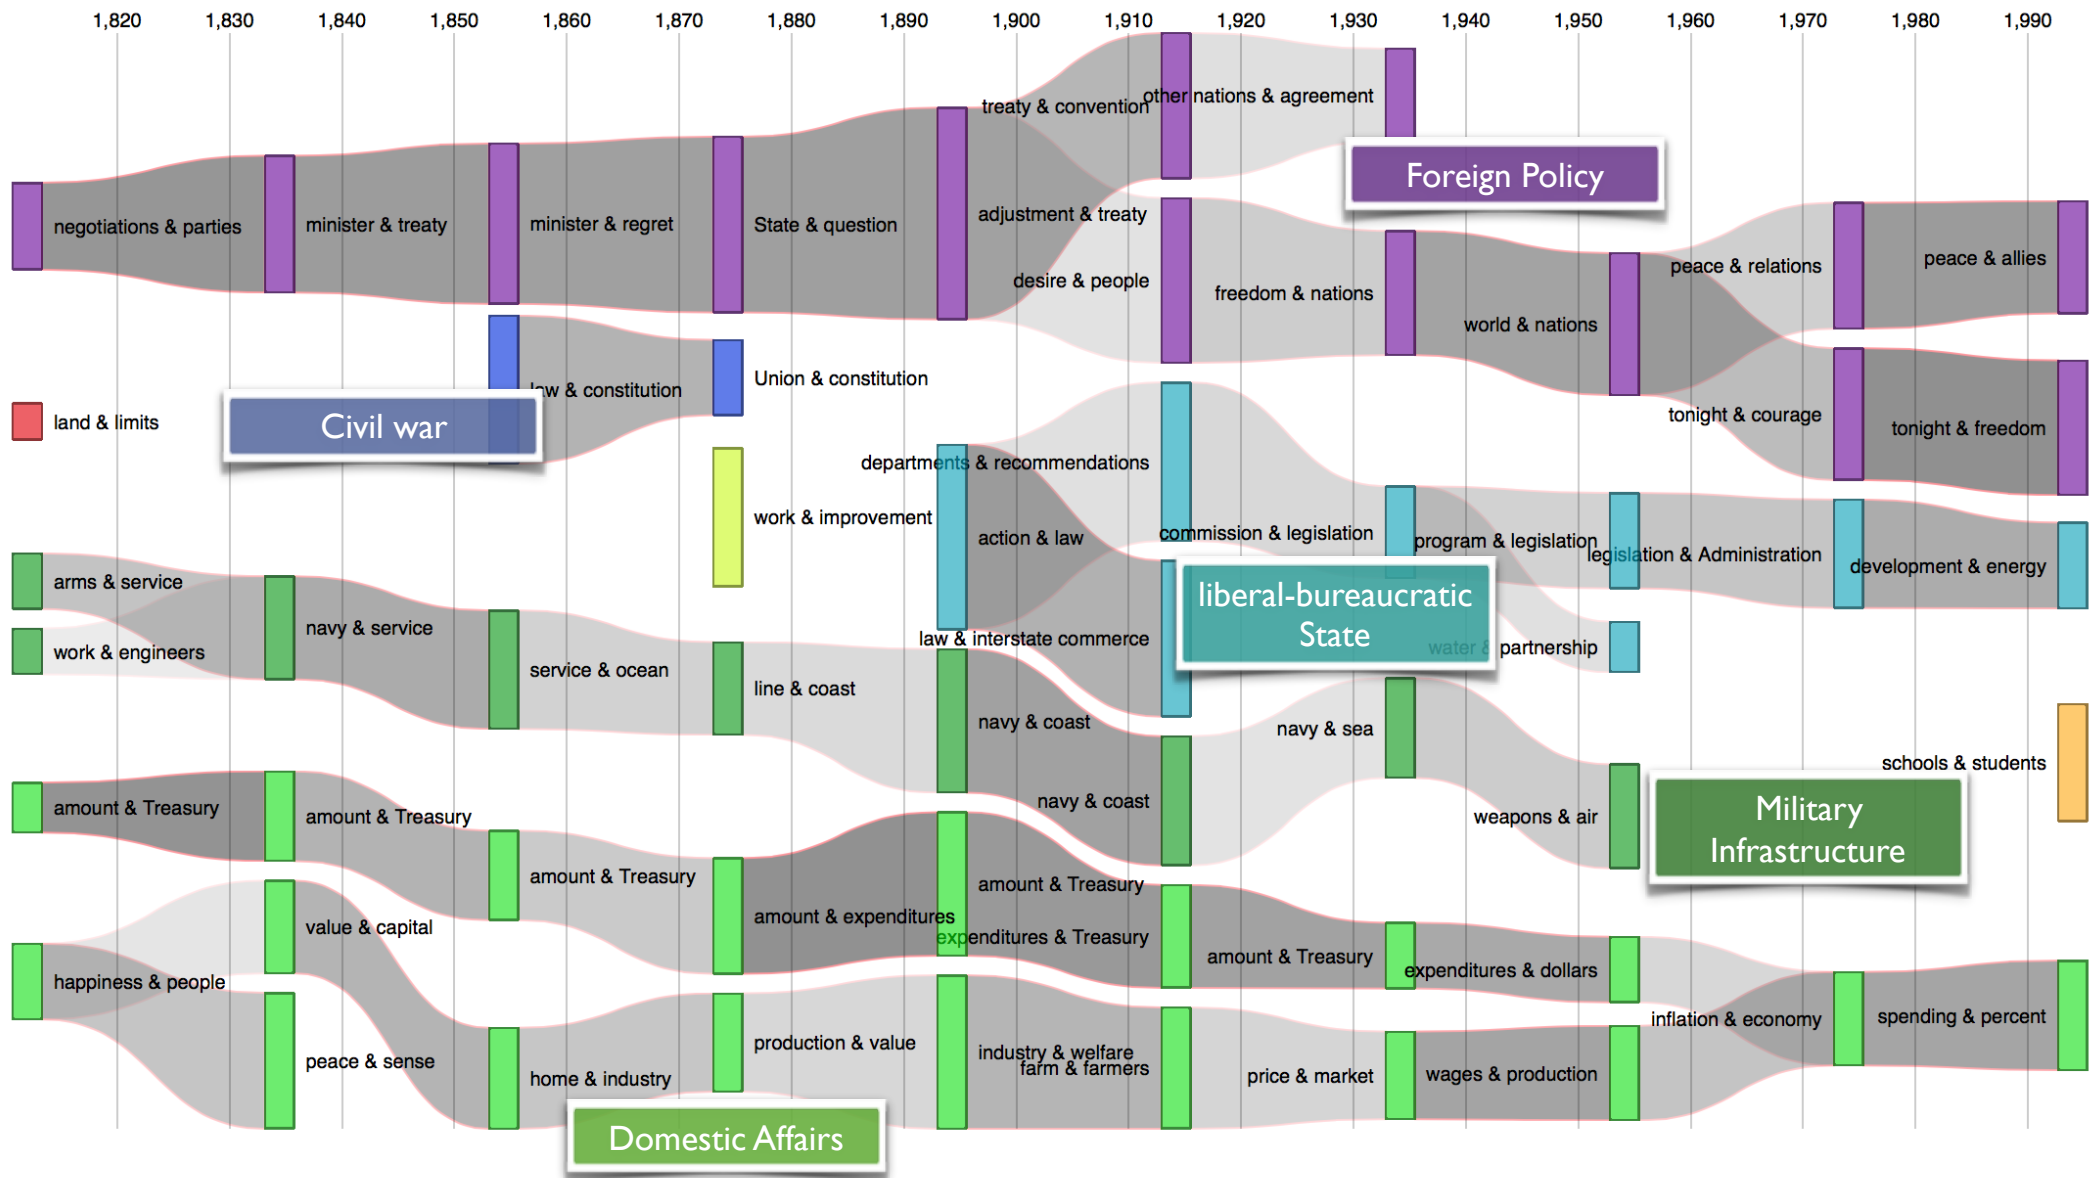 1,820 1,830 1,840 1,850 1,860 1,870 1,880 1,890 1,900 1,910 1,920 1,930 1,940 1,950 1,960 1,970 1,980 1,990
other nations & agreement
treaty & convention
Foreign Policy
adjustment & treaty
negotiations & parties
minister & treaty
minister & regret
State & question
peace & allies
peace & relations
desire & people
freedom & nations
world & nations
Union & constitution
law & constitution
tonight & courage
land & limits
Civil war
tonight & freedom
departments & recommendations
work & improvement
commission & legislation
action & law
program & legislation
legislation & Administration
development & energy
arms & service
liberal-bureaucratic
State
navy & service
law & interstate commerce
water & partnership
work & engineers
service & ocean
line & coast
navy & coast
navy & sea
schools & students
navy & coast
amount & Treasury
amount & Treasury
weapons & air
Military
Infrastructure
amount & Treasury
amount & Treasury
amount & expenditures
value & capital
expenditures & Treasury
amount & Treasury
expenditures & dollars
happiness & people
spending & percent
inflation & economy
production & value
industry & welfare
peace & sense
farm & farmers
home & industry
price & market
wages & production
Domestic Affairs